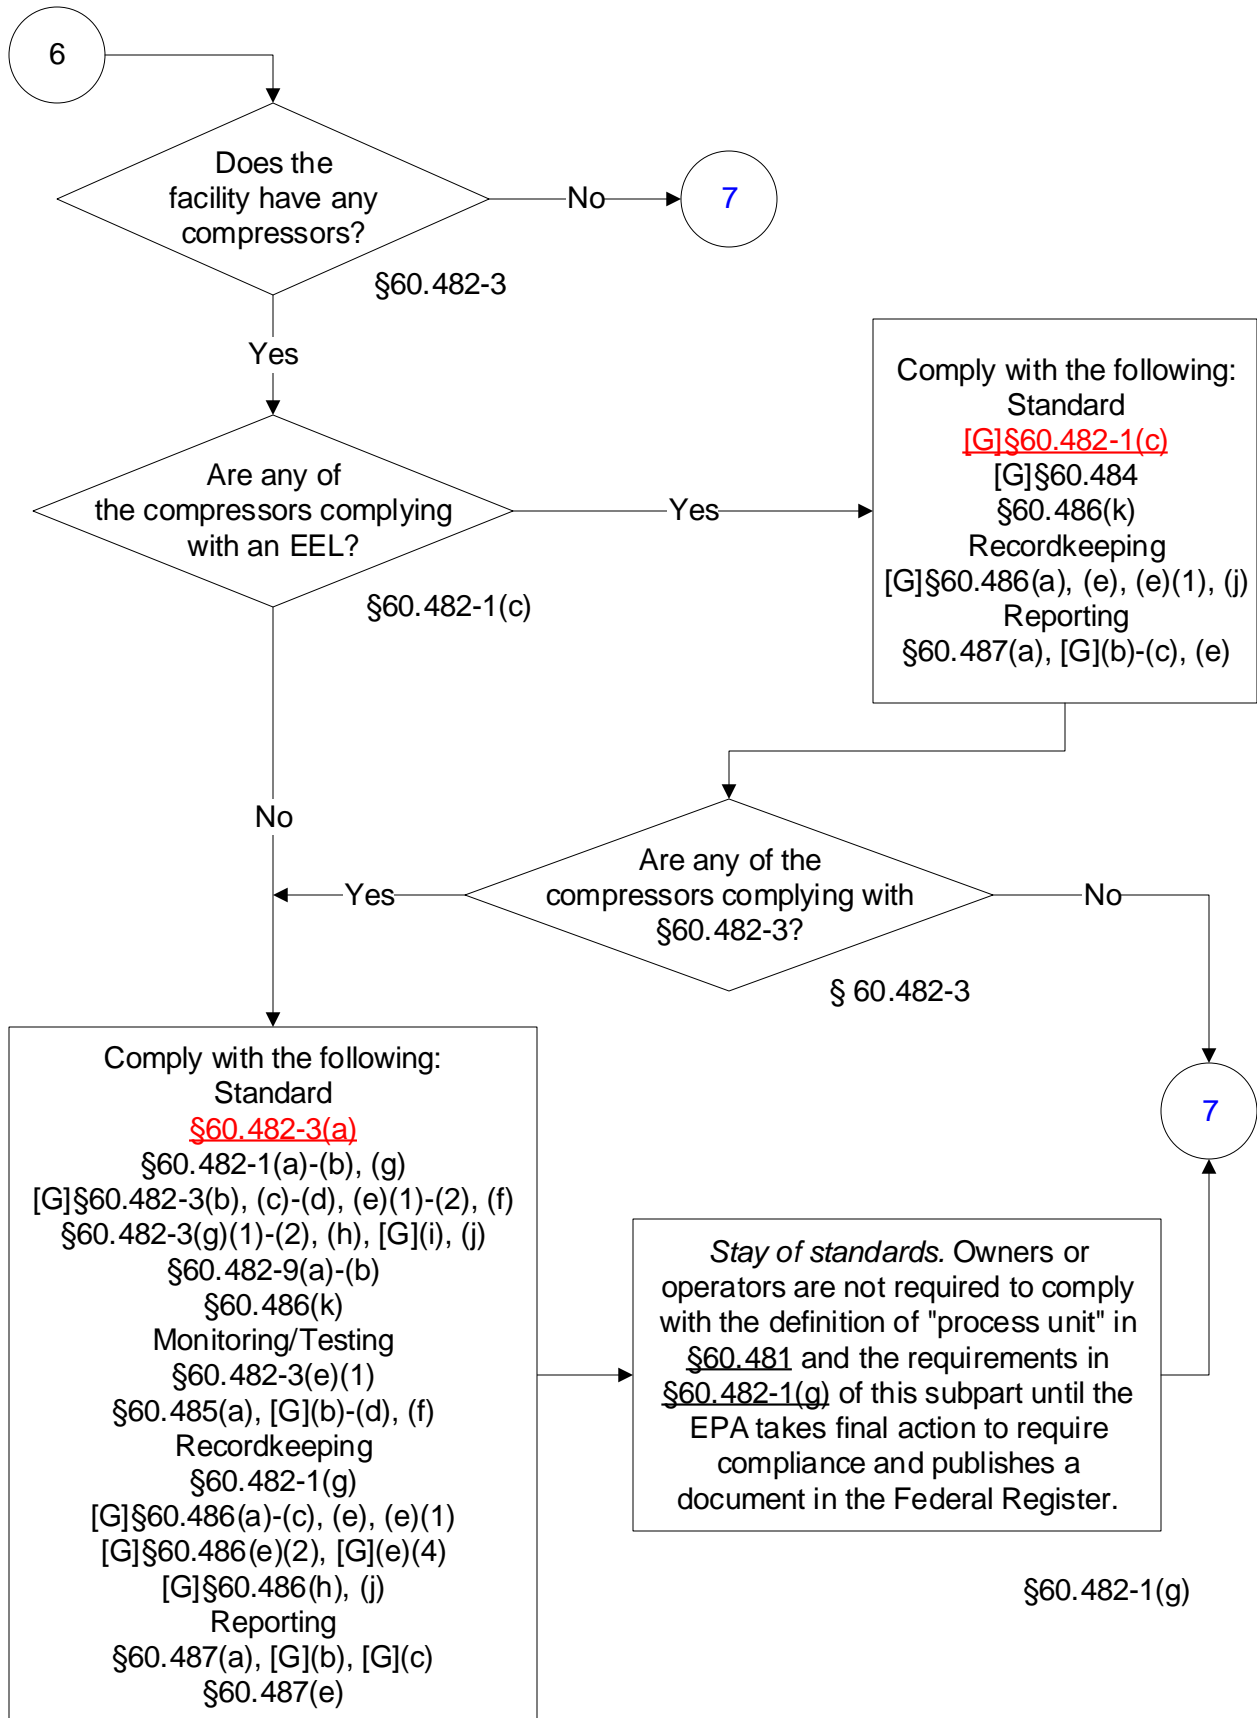 6
Does the
facility have any
compressors?
No
7
§60.482-3
Yes
Are any of
the compressors complying
with an EEL?
Yes
§60.482-1(c)
Comply with the following:
Standard
[G]§60.482-1(c)
[G]§60.484
§60.486(k)
Recordkeeping
[G]§60.486(a), (e), (e)(1), (j)
Reporting
§60.487(a), [G](b)-(c), (e)
No
Are any of the
compressors complying with
§60.482-3?
Yes
No
§ 60.482-3
7
Comply with the following:
Standard
§60.482-3(a)
§60.482-1(a)-(b), (g)
[G]§60.482-3(b), (c)-(d), (e)(1)-(2), (f)
§60.482-3(g)(1)-(2), (h), [G](i), (j)
§60.482-9(a)-(b)
§60.486(k)
Monitoring/Testing
§60.482-3(e)(1)
§60.485(a), [G](b)-(d), (f)
Recordkeeping
§60.482-1(g)
[G]§60.486(a)-(c), (e), (e)(1)
[G]§60.486(e)(2), [G](e)(4)
[G]§60.486(h), (j)
Reporting
§60.487(a), [G](b), [G](c)
§60.487(e)
Stay of standards. Owners or
operators are not required to comply
with the definition of "process unit" in
§60.481 and the requirements in
§60.482-1(g) of this subpart until the
EPA takes final action to require
compliance and publishes a
document in the Federal Register.
§60.482-1(g)